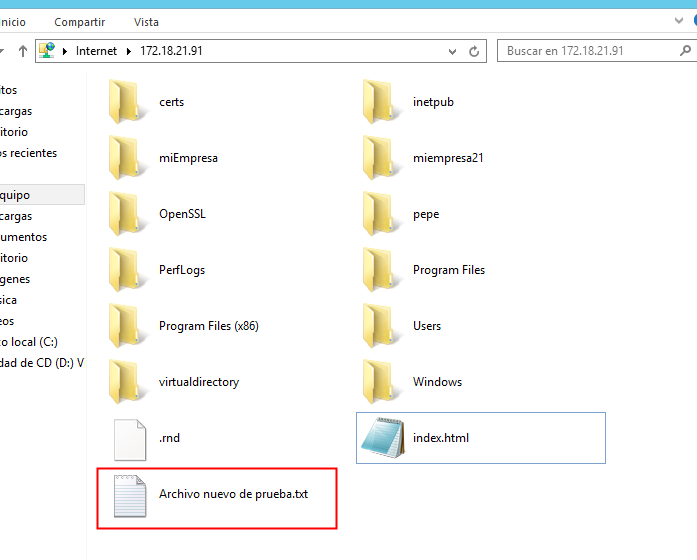 nicio Compartir Vista
Internet 172.18.21.91 Buscar en 172.18.21.91
itos
cargas
itorio
os recientes
quipo
cargas
umentos
itorio
genes
sica
eos
o local (C:)
dad de CD (D:) V
certs inetpub
miEmpresa miempresa21
OpenSSL pepe
PerfLogs Program Files
Program Files (x86) Users
virtualdirectory Windows
.rnd index.html
Archivo nuevo de prueba.txt